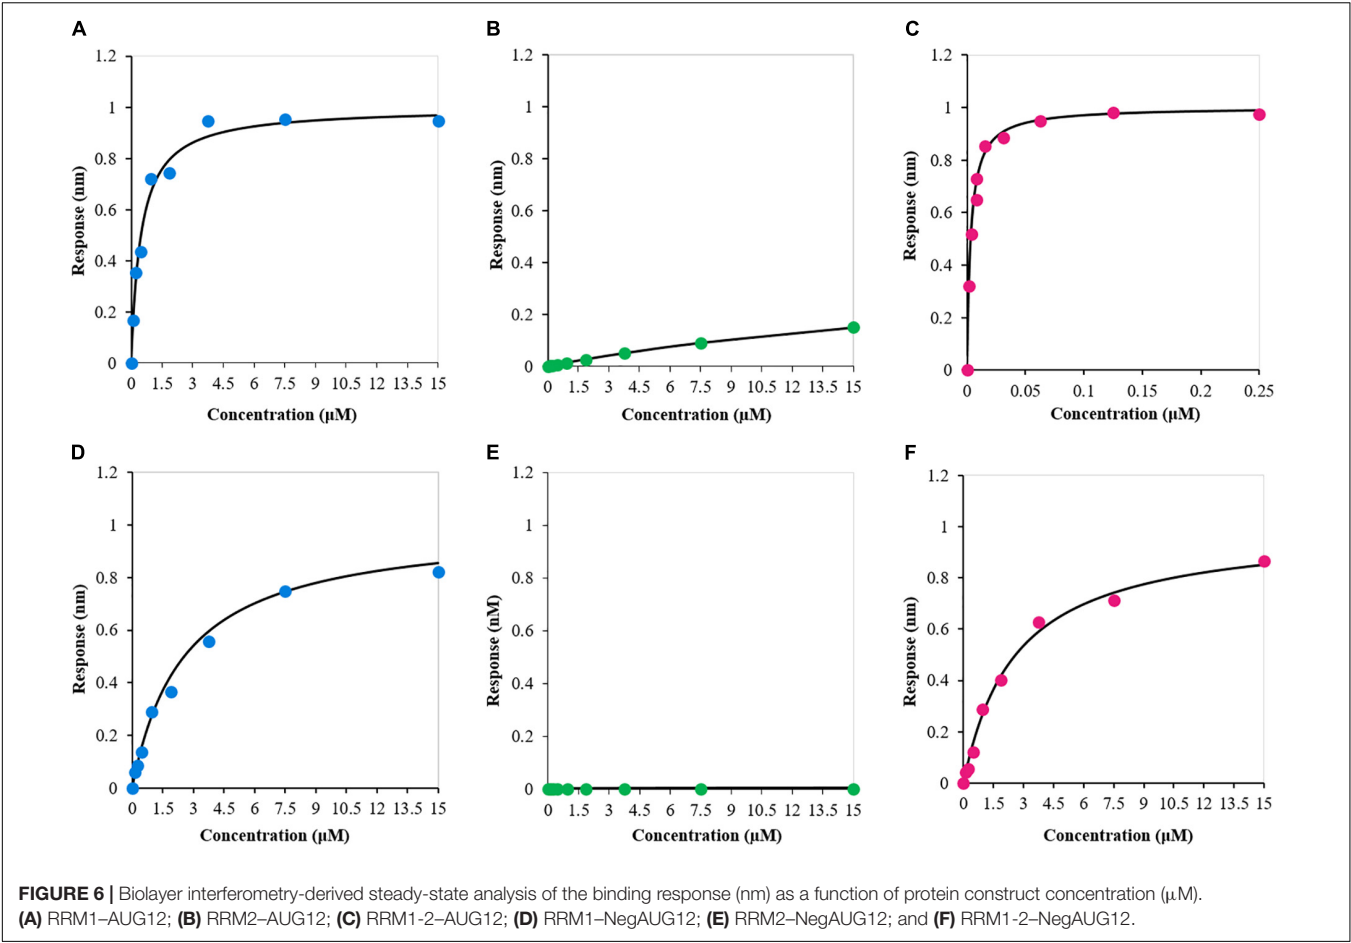 A
B
C
1.2
1
0.8
0.6
0.4
0.2
0
Response (nm)
0 1.5 3 4.5 6 7.5 9 10.5 12 13.5 15
Concentration (μM)
1.2
1
0.8
0.6
0.4
0.2
0
Response (nm)
0 1.5 3 4.5 6 7.5 9 10.5 12 13.5 15
Concentration (μM)
1.2
1
0.8
0.6
0.4
0.2
0
Response (nm)
0 0.05 0.1 0.15 0.2 0.25
Concentration (μM)
D
E
F
1.2
1
0.8
0.6
0.4
0.2
0
Response (nm)
0 1.5 3 4.5 6 7.5 9 10.5 12 13.5 15
Concentration (μM)
1.2
1
0.8
0.6
0.4
0.2
0
Response (nM)
0 1.5 3 4.5 6 7.5 9 10.5 12 13.5 15
Concentration (μM)
1.2
1
0.8
0.6
0.4
0.2
0
Response (nm)
0 1.5 3 4.5 6 7.5 9 10.5 12 13.5 15
Concentration (μM)
FIGURE 6 | Biolayer interferometry-derived steady-state analysis of the binding response (nm) as a function of protein construct concentration (μM).
(A) RRM1–AUG12; (B) RRM2–AUG12; (C) RRM1-2–AUG12; (D) RRM1–NegAUG12; (E) RRM2–NegAUG12; and (F) RRM1-2–NegAUG12.